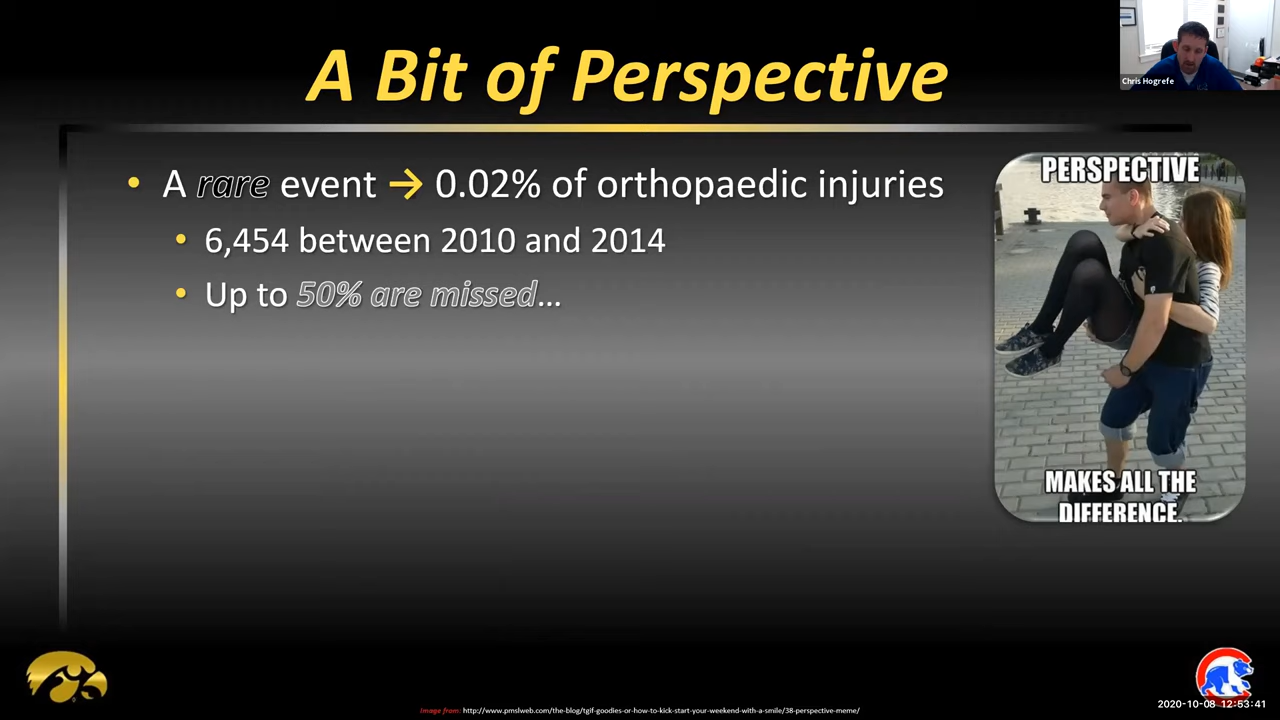 A Bit of Perspective
Chris Hogrefe
• A rare event → 0.02% of orthopaedic injuries
• 6,454 between 2010 and 2014
• Up to 50% are missed...
PERSPECTIVE
MAKES ALL THE
DIFFERENCE.
Image from: http://www.pmslweb.com/the-blog/tgif-goodies-or-how-to-kick-start-your-weekend-with-a-smile/38-perspective-meme/
2020-10-08 12:53:41